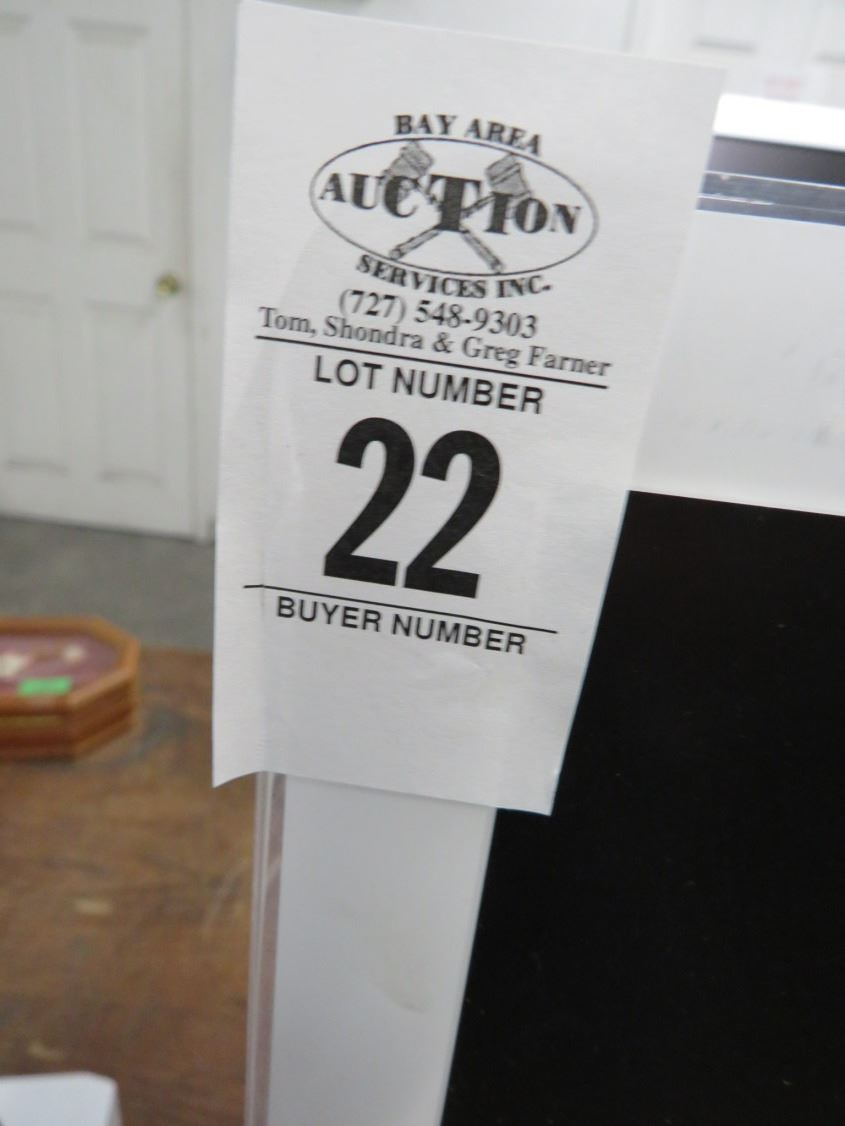 BAY AREA
AUCTION
SERVICES INC.
(727) 548-9303
Tom, Shondra & Greg Farner
LOT NUMBER
22
BUYER NUMBER